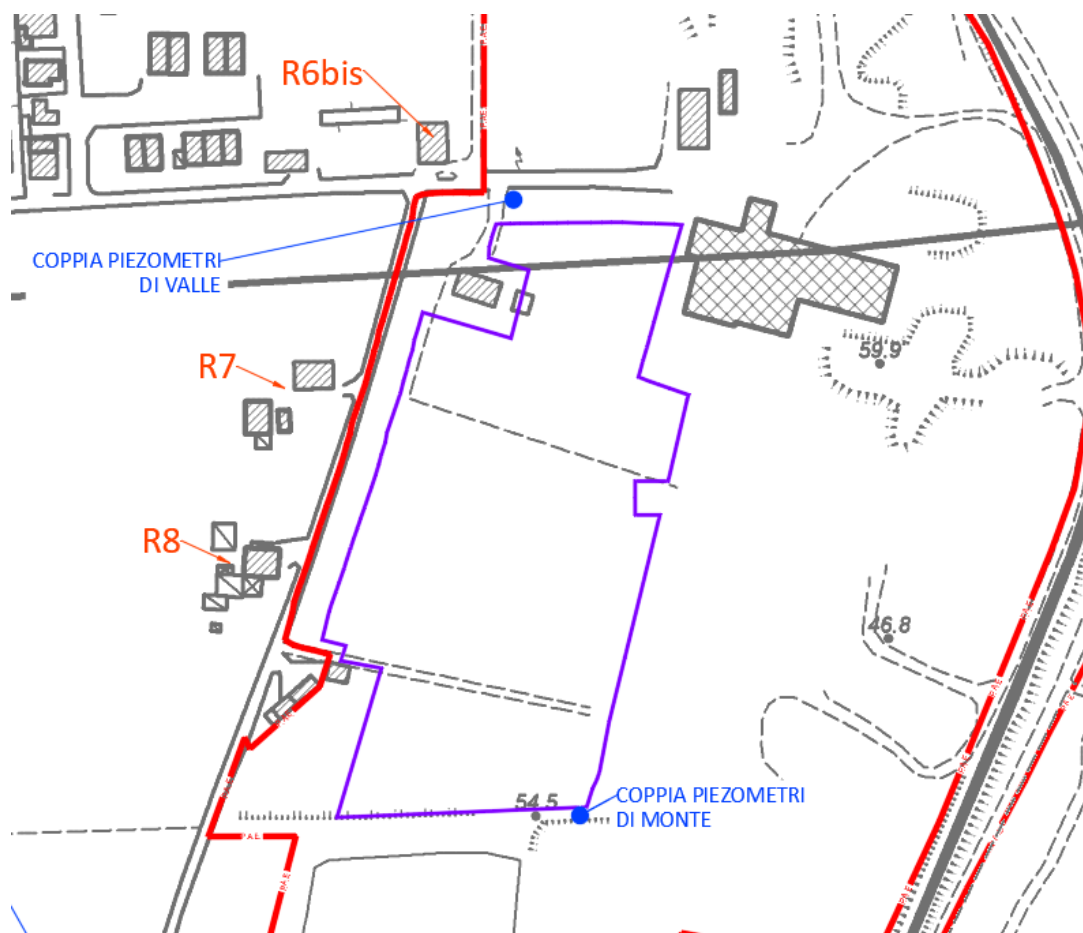 R6bis
COPPIA PIEZOMETRI
DI VALLE
R7
59.9
R8
46.8
54.5
COPPIA PIEZOMETRI
DI MONTE
P.A.E.
P.A.E.
P.A.E.
P.A.E.
P.A.E.
P.A.E.
P.A.E.
P.A.E.
P.A.E.
P.A.E.